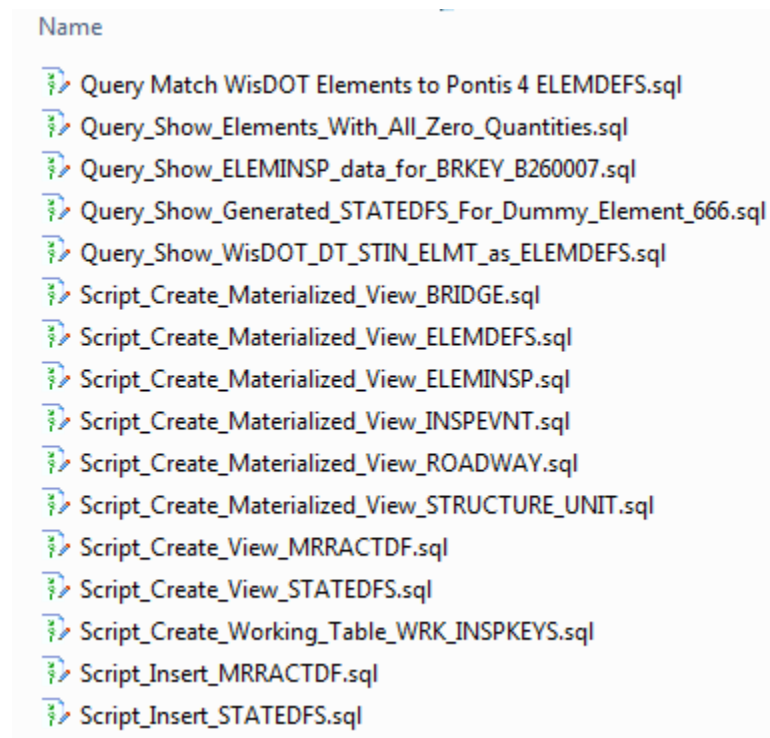 Name
Query Match WisDOT Elements to Pontis 4 ELEMDEFS.sql
Query_Show_Elements_With_All_Zero_Quantities.sql
Query_Show_ELEMINSP_data_for_BRKEY_B260007.sql
Query_Show_Generated_STATEDFS_For_Dummy_Element_666.sql
Query_Show_WisDOT_DT_STIN_ELMT_as_ELEMDEFS.sql
Script_Create_Materialized_View_BRIDGE.sql
Script_Create_Materialized_View_ELEMDEFS.sql
Script_Create_Materialized_View_ELEMINSP.sql
Script_Create_Materialized_View_INSPEVNT.sql
Script_Create_Materialized_View_ROADWAY.sql
Script_Create_Materialized_View_STRUCTURE_UNIT.sql
Script_Create_View_MRRACTDF.sql
Script_Create_View_STATEDFS.sql
Script_Create_Working_Table_WRK_INSPKEYS.sql
Script_Insert_MRRACTDF.sql
Script_Insert_STATEDFS.sql